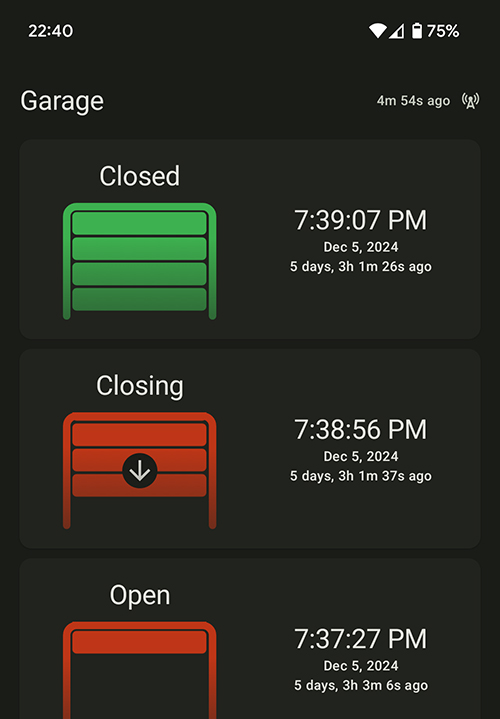 22:40 75%
Garage 4m 54s ago
Closed
7:39:07 PM
Dec 5, 2024
5 days, 3h 1m 26s ago
Closing
7:38:56 PM
Dec 5, 2024
5 days, 3h 1m 37s ago
Open
7:37:27 PM
Dec 5, 2024
5 days, 3h 3m 6s ago